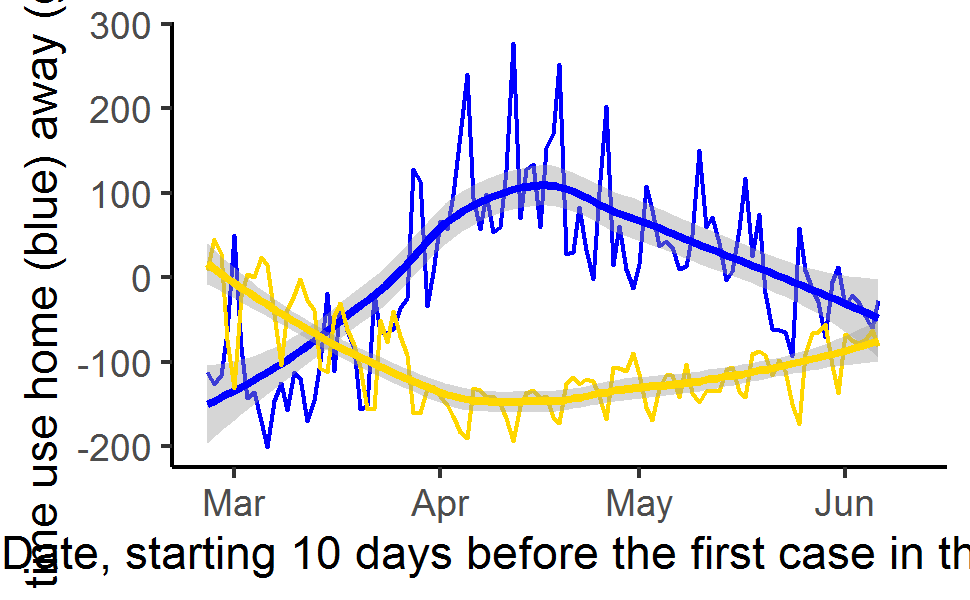 time use home (blue) away (
300
200
100
0
-100
-200
Mar Apr May Jun
Date, starting 10 days before the first case in th